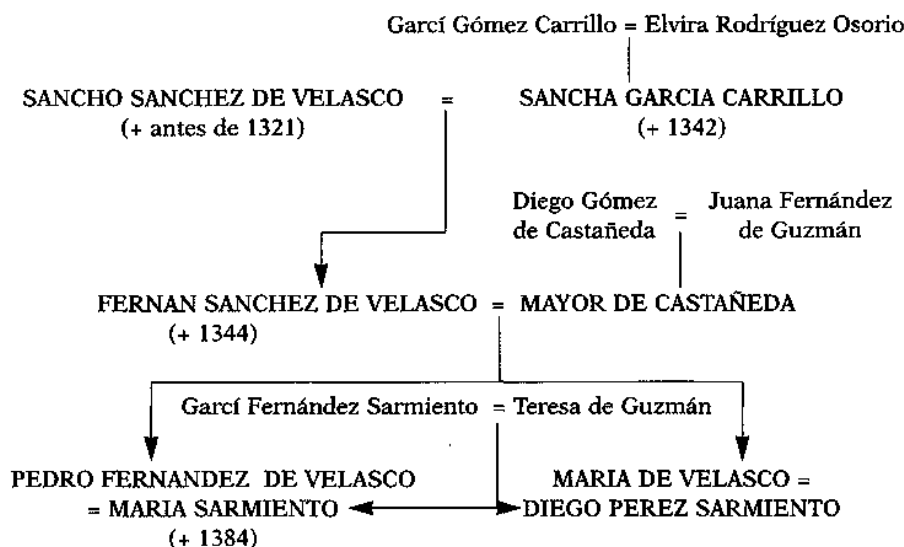 Garcí Gómez Carrillo = Elvira Rodríguez Osorio
SANCHO SANCHEZ DE VELASCO = SANCHA GARCIA CARRILLO
(+ antes de 1321) (+ 1342)
Diego Gómez = Juana Fernández
de Castañeda de Guzmán
FERNAN SANCHEZ DE VELASCO = MAYOR DE CASTAÑEDA
(+ 1344)
Garcí Fernández Sarmiento = Teresa de Guzmán
PEDRO FERNANDEZ DE VELASCO MARIA DE VELASCO =
= MARIA SARMIENTO DIEGO PEREZ SARMIENTO
(+ 1384)